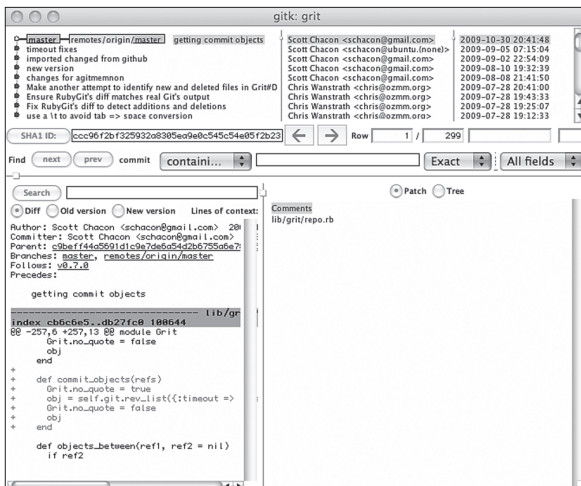 gitk: grit
master remotes/origin/master getting commit objects Scott Chacon <schacon@gmail.com> 2009-10-30 20:41:48
timeout fixes Scott Chacon <schacon@ubuntu.(none)> 2009-09-05 07:15:04
imported changes from github Scott Chacon <schacon@gmail.com> 2009-09-02 22:54:09
new version Scott Chacon <schacon@gmail.com> 2009-08-10 19:32:39
changes for agitmemnon Scott Chacon <schacon@gmail.com> 2009-08-08 21:41:50
Make another attempt to identify new and deleted files in Grit#D Chris Wanstrath <chris@ozmm.org> 2009-07-28 20:41:00
Ensure RubyGit's diff matches real Git's output Chris Wanstrath <chris@ozmm.org> 2009-07-28 19:43:33
Fix RubyGit's diff to detect additions and deletions Chris Wanstrath <chris@ozmm.org> 2009-07-28 19:25:07
use a \t to avoid tab => space conversion Chris Wanstrath <chris@ozmm.org> 2009-07-28 19:12:33
SHA1 ID: ccc96f2bf325932a8305ea9e0c545c54e05f2b23 Row 1 / 299
Find next prev commit containi... Exact All fields
Search
Patch Tree
Diff Old version New version Lines of context:
Comments
lib/grit/repo.rb
Author: Scott Chacon <schacon@gmail.com> 20
Committer: Scott Chacon <schacon@gmail.com>
Parent: c9beff44a5691d1c9e7de6a54d2b6755a6e7
Branches: master, remotes/origin/master
Follows: v0.7.0
Precedes:
getting commit objects
---------------------------- lib/gr
index cb6c6e5..db27fc0 100644
@@ -257,6 +257,13 @@ module Grit
Grit.no_quote = false
obj
end
+
+ def commit_objects(refs)
+ Grit.no_quote = true
+ obj = self.git.rev_list({:timeout =>
+ Grit.no_quote = false
+ obj
+ end
def objects_between(ref1, ref2 = nil)
if ref2